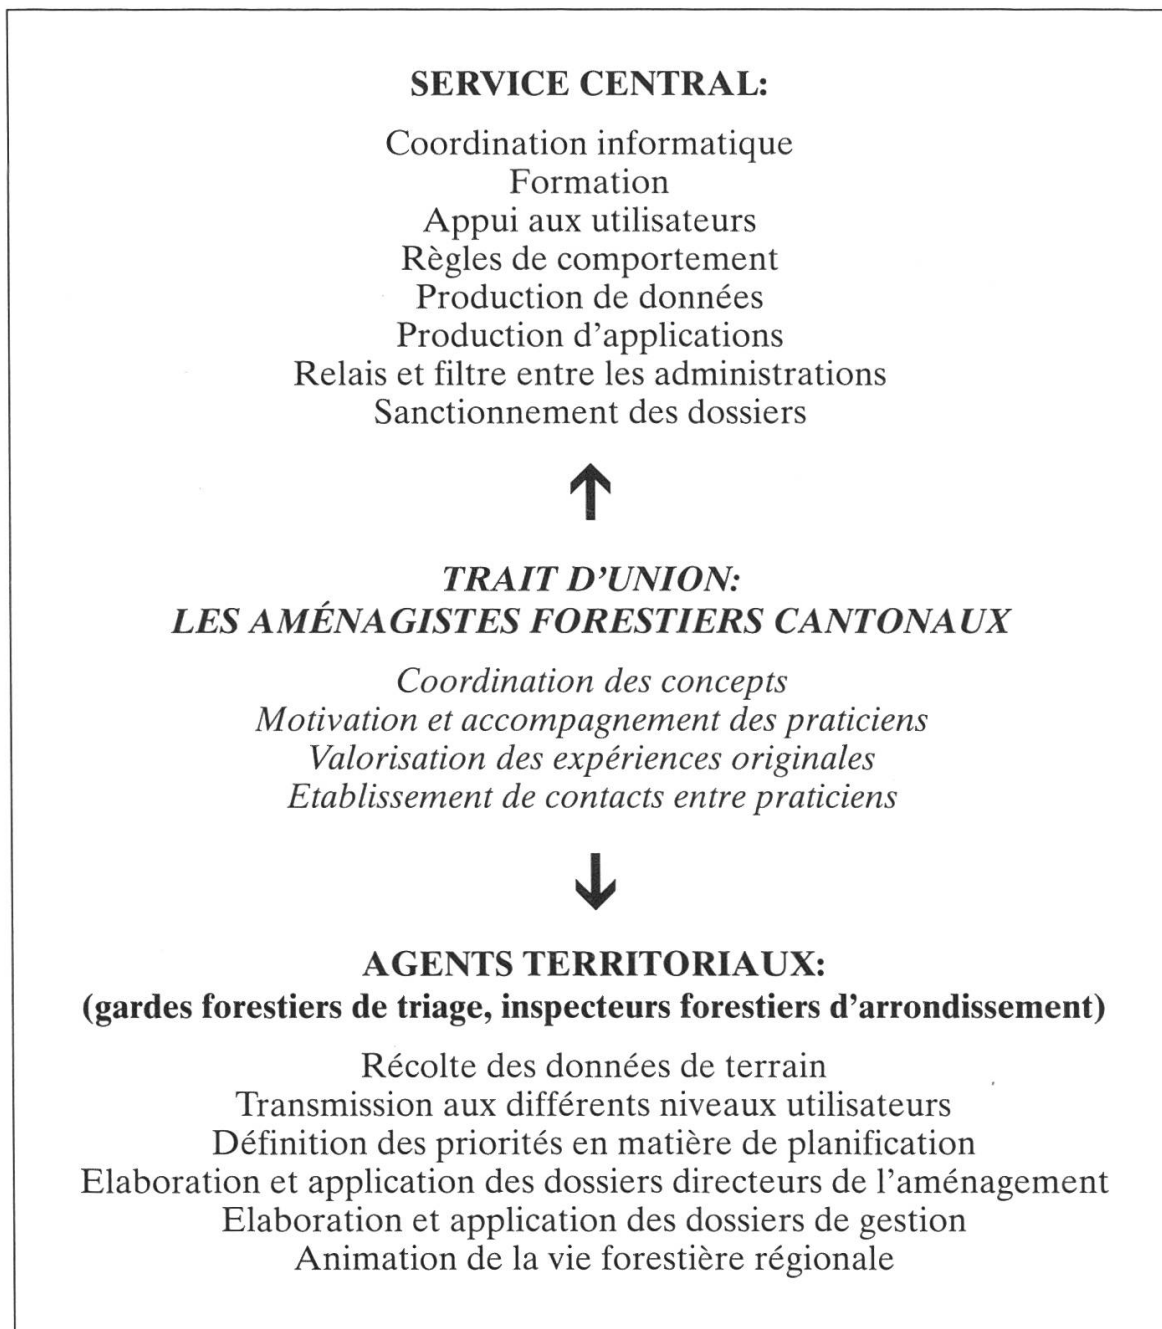 SERVICE CENTRAL:
Coordination informatique
Formation
Appui aux utilisateurs
Règles de comportement
Production de données
Production d’applications
Relais et filtre entre les administrations
Sanctionnement des dossiers
TRAIT D’UNION:
LES AMÉNAGISTES FORESTIERS CANTONAUX
Coordination des concepts
Motivation et accompagnement des praticiens
Valorisation des expériences originales
Etablissement de contacts entre praticiens
AGENTS TERRITORIAUX:
(gardes forestiers de triage, inspecteurs forestiers d’arrondissement)
Récolte des données de terrain
Transmission aux différents niveaux utilisateurs
Définition des priorités en matière de planification
Elaboration et application des dossiers directeurs de l’aménagement
Elaboration et application des dossiers de gestion
Animation de la vie forestière régionale